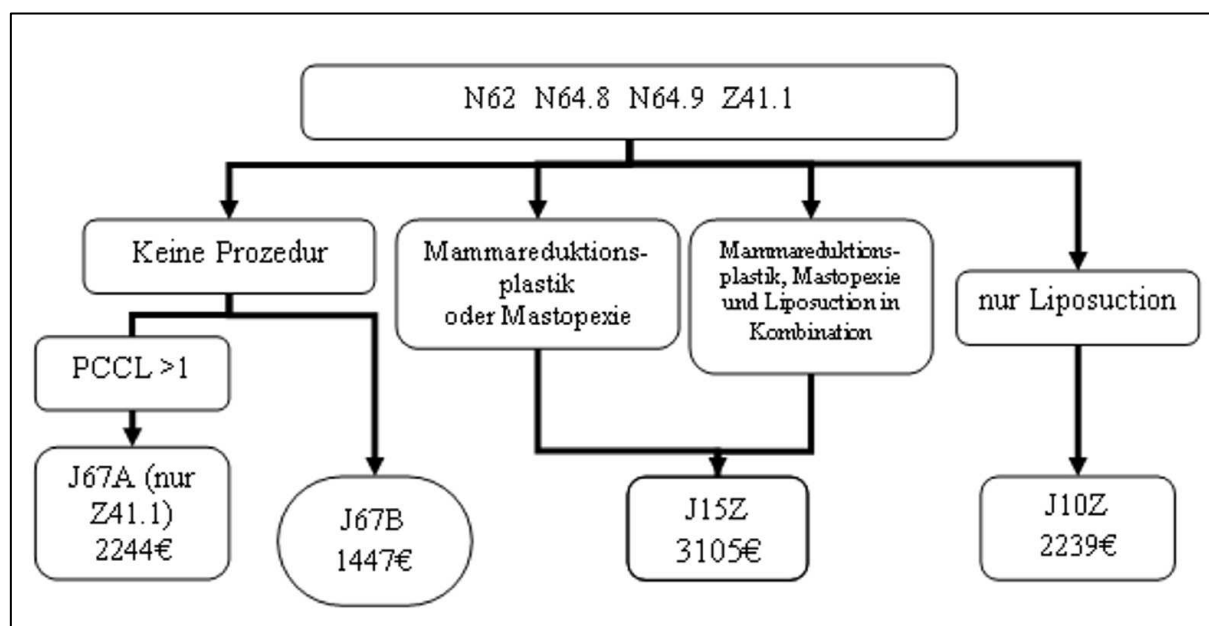 N62 N64.8 N64.9 Z41.1
Keine Prozedur
Mammareduktions-
plastik
oder Mastopexie
Mammareduktions-
plastik, Mastopexie
und Liposuction in
Kombination
nur Liposuction
PCCL >1
J67A (nur
Z41.1)
2244€
J67B
1447€
J15Z
3105€
J10Z
2239€